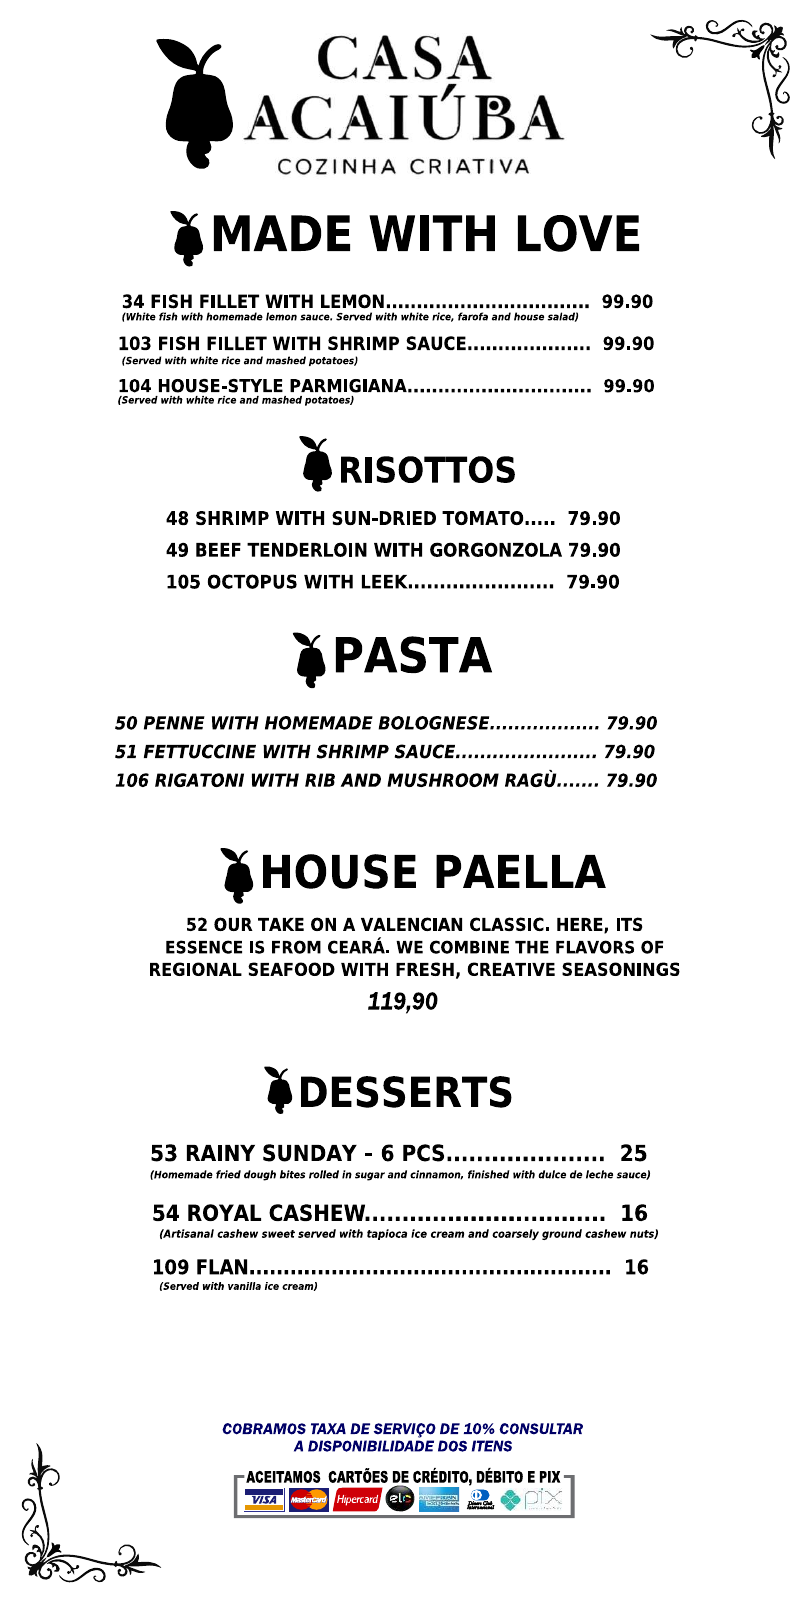 CASA
ACAIÚBA
COZINHA CRIATIVA
MADE WITH LOVE
34 FISH FILLET WITH LEMON................................. 99.90
(White fish with homemade lemon sauce. Served with white rice, farofa and house salad)
103 FISH FILLET WITH SHRIMP SAUCE.................... 99.90
(Served with white rice and mashed potatoes)
104 HOUSE-STYLE PARMIGIANA.............................. 99.90
(Served with white rice and mashed potatoes)
RISOTTOS
48 SHRIMP WITH SUN-DRIED TOMATO..... 79.90
49 BEEF TENDERLOIN WITH GORGONZOLA 79.90
105 OCTOPUS WITH LEEK....................... 79.90
PASTA
50 PENNE WITH HOMEMADE BOLOGNESE.................. 79.90
51 FETTUCCINE WITH SHRIMP SAUCE....................... 79.90
106 RIGATONI WITH RIB AND MUSHROOM RAGÙ....... 79.90
HOUSE PAELLA
52 OUR TAKE ON A VALENCIAN CLASSIC. HERE, ITS
ESSENCE IS FROM CEARÁ. WE COMBINE THE FLAVORS OF
REGIONAL SEAFOOD WITH FRESH, CREATIVE SEASONINGS
119,90
DESSERTS
53 RAINY SUNDAY – 6 PCS..................... 25
(Homemade fried dough bites rolled in sugar and cinnamon, finished with dulce de leche sauce)
54 ROYAL CASHEW................................ 16
(Artisanal cashew sweet served with tapioca ice cream and coarsely ground cashew nuts)
109 FLAN...................................................... 16
(Served with vanilla ice cream)
COBRAMOS TAXA DE SERVIÇO DE 10% CONSULTAR
A DISPONIBILIDADE DOS ITENS
ACEITAMOS CARTÕES DE CRÉDITO, DÉBITO E PIX
VISA MasterCard Hipercard elo Diners Club International pix